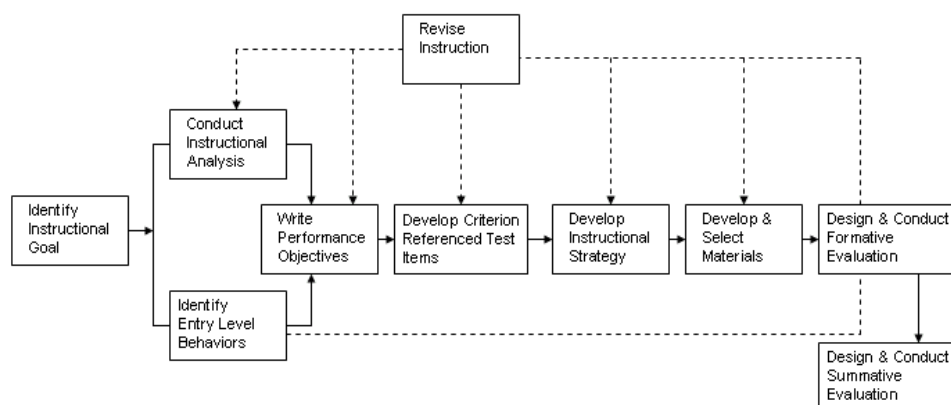 Revise
Instruction
Conduct
Instructional
Analysis
Identify
Instructional
Goal
Write
Performance
Objectives
Develop Criterion
Referenced Test
Items
Develop
Instructional
Strategy
Develop &
Select
Materials
Design & Conduct
Formative
Evaluation
Identify
Entry Level
Behaviors
Design & Conduct
Summative
Evaluation